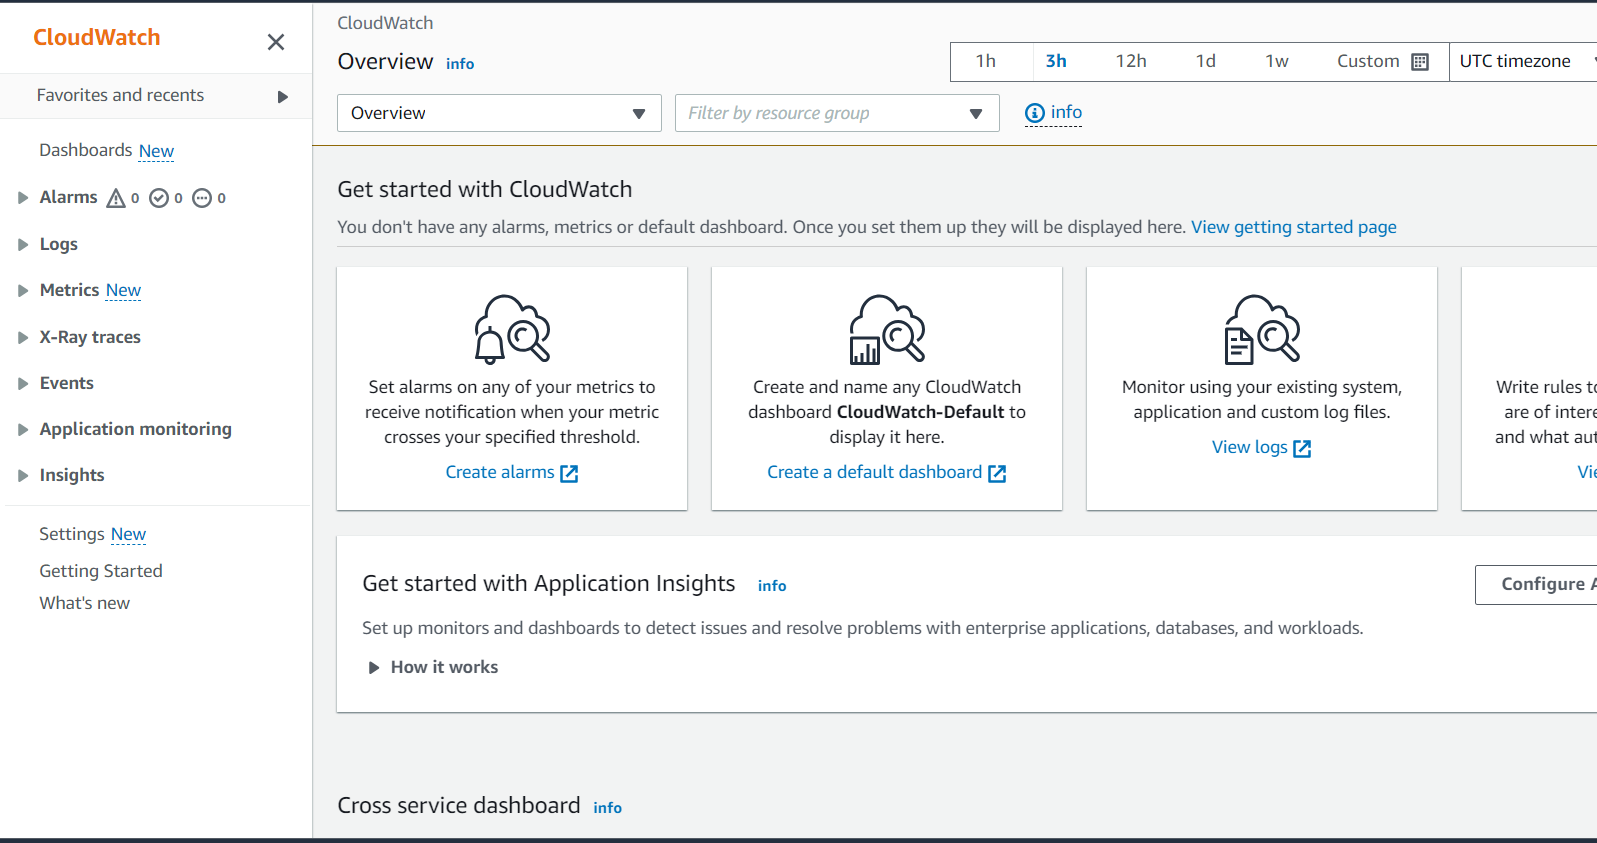 CloudWatch
Favorites and recents
Dashboards New
Alarms 0 0 0
Logs
Metrics New
X-Ray traces
Events
Application monitoring
Insights
Settings New
Getting Started
What's new
CloudWatch
Overview info
1h 3h 12h 1d 1w Custom UTC timezone
Overview Filter by resource group info
Get started with CloudWatch
You don't have any alarms, metrics or default dashboard. Once you set them up they will be displayed here. View getting started page
Set alarms on any of your metrics to
receive notification when your metric
crosses your specified threshold.
Create alarms
Create and name any CloudWatch
dashboard CloudWatch-Default to
display it here.
Create a default dashboard
Monitor using your existing system,
application and custom log files.
View logs
Write rules
are of
and what
Get started with Application Insights info
Configure
Set up monitors and dashboards to detect issues and resolve problems with enterprise applications, databases, and workloads.
How it works
Cross service dashboard info